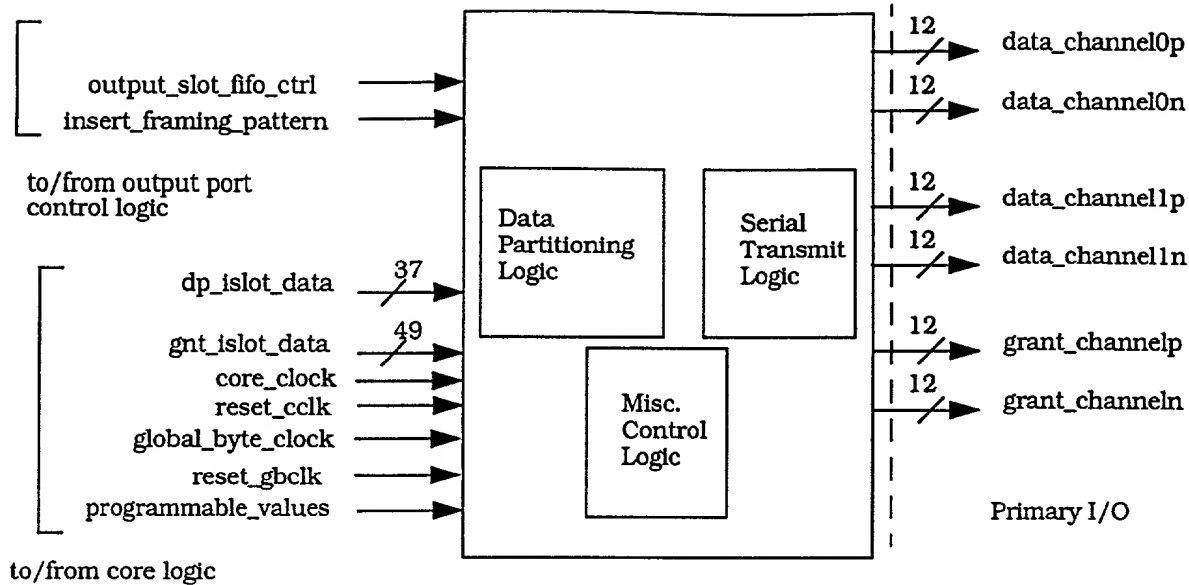 output_slot_fifo_ctrl
insert_framing_pattern
to/from output port
control logic
dp_islot_data
37
gnt_islot_data
49
core_clock
reset_cclk
global_byte_clock
reset_gbclk
programmable_values
to/from core logic
Data
Partitioning
Logic
Serial
Transmit
Logic
Misc.
Control
Logic
12
data_channel0p
12
data_channel0n
12
data_channel1p
12
data_channel1n
12
grant_channelp
12
grant_channeln
Primary I/O